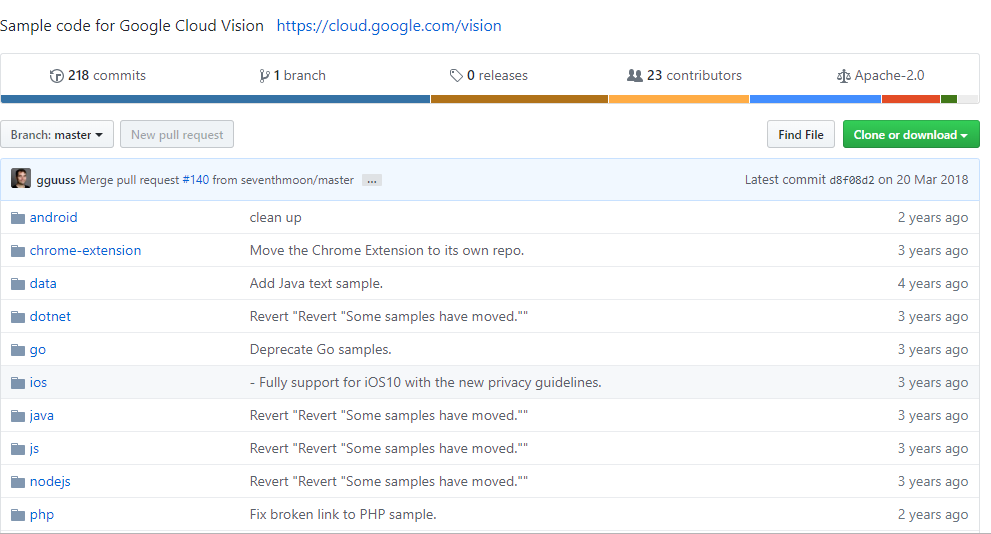 Sample code for Google Cloud Vision https://cloud.google.com/vision
218 commits 1 branch 0 releases 23 contributors Apache-2.0
Branch: master New pull request Find File Clone or download
gguuss Merge pull request #140 from seventhmoon/master ... Latest commit d8f08d2 on 20 Mar 2018
android clean up 2 years ago
chrome-extension Move the Chrome Extension to its own repo. 3 years ago
data Add Java text sample. 4 years ago
dotnet Revert "Revert "Some samples have moved."" 3 years ago
go Deprecate Go samples. 3 years ago
ios - Fully support for iOS10 with the new privacy guidelines. 3 years ago
java Revert "Revert "Some samples have moved."" 3 years ago
js Revert "Revert "Some samples have moved."" 3 years ago
nodejs Revert "Revert "Some samples have moved."" 3 years ago
php Fix broken link to PHP sample. 2 years ago